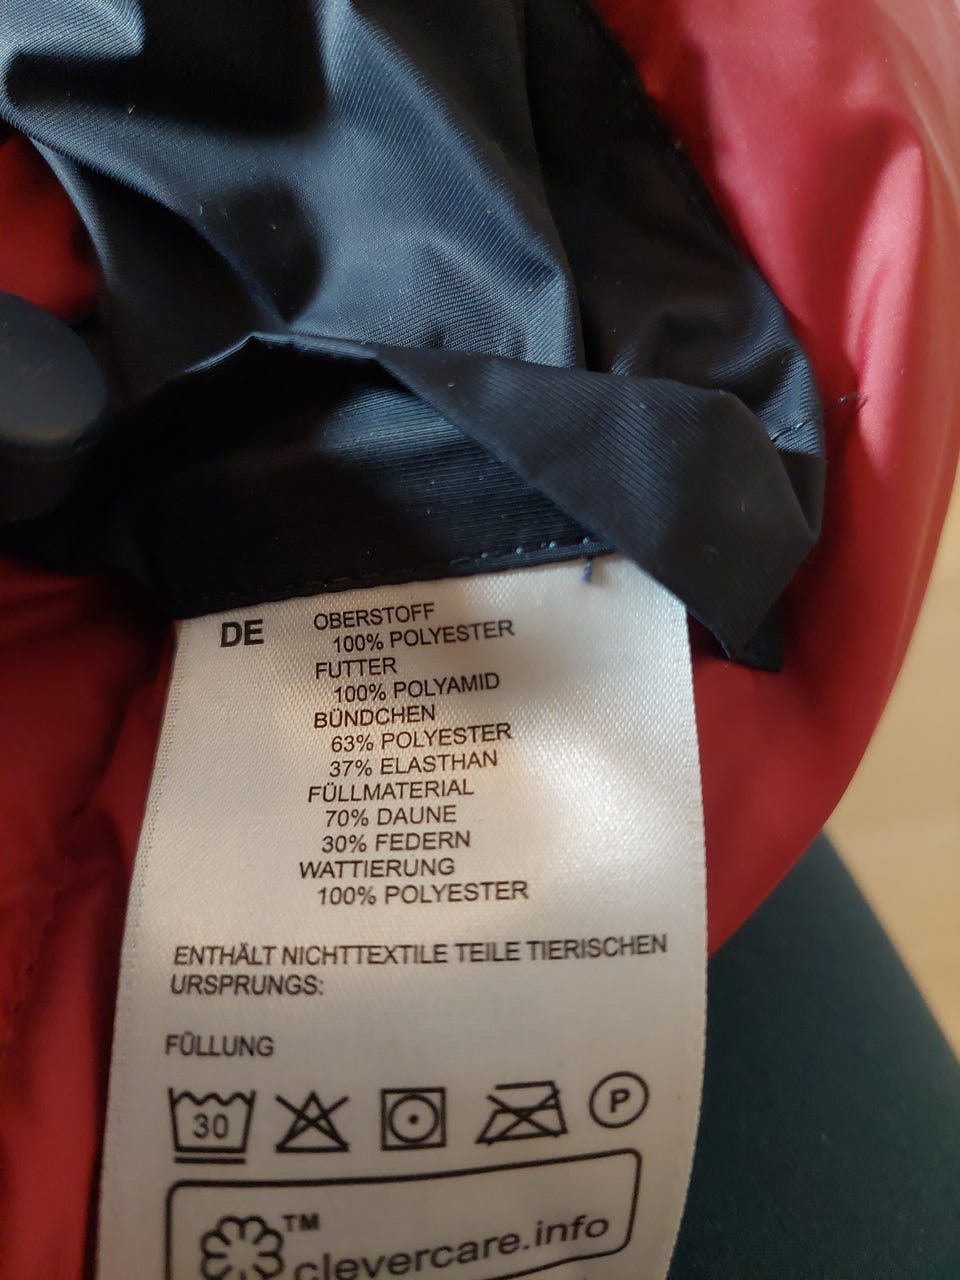 DE
OBERSTOFF
100% POLYESTER
FUTTER
100% POLYAMID
BÜNDCHEN
63% POLYESTER
37% ELASTHAN
FÜLLMATERIAL
70% DAUNE
30% FEDERN
WATTIERUNG
100% POLYESTER
ENTHÄLT NICHTTEXTILE TEILE TIERISCHEN
URSPRUNGS:
FÜLLUNG
30 P
TM
clevercare.info